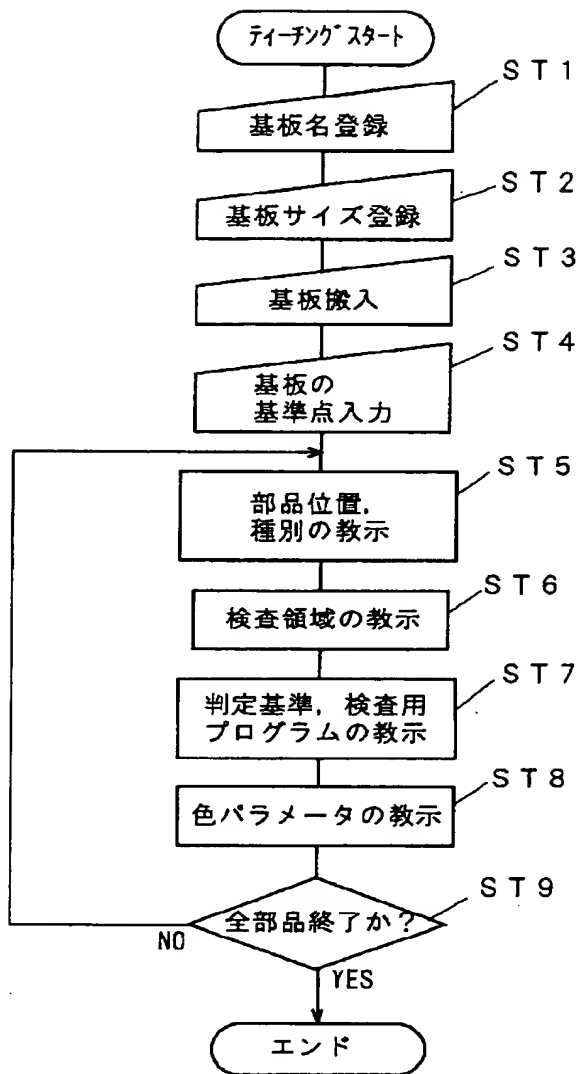 ティーチングスタート
ST1
基板名登録
ST2
基板サイズ登録
ST3
基板搬入
ST4
基板の
基準点入力
ST5
部品位置,
種別の教示
ST6
検査領域の教示
ST7
判定基準, 検査用
プログラムの教示
ST8
色パラメータの教示
ST9
全部品終了か?
NO
YES
エンド